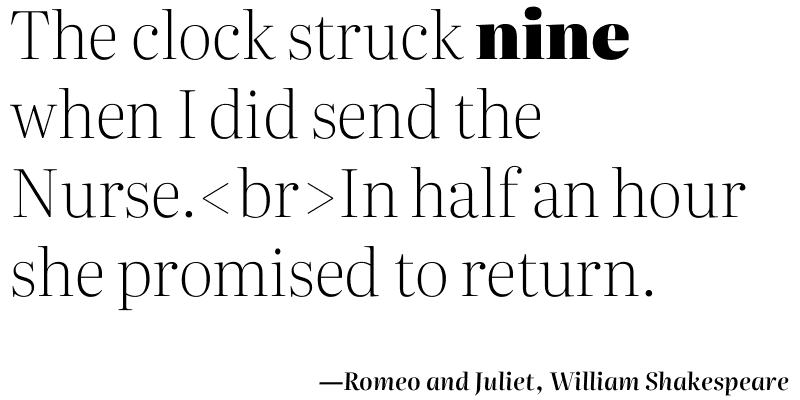 The clock struck nine
when I did send the
Nurse.<br>In half an hour
she promised to return.
—Romeo and Juliet, William Shakespeare